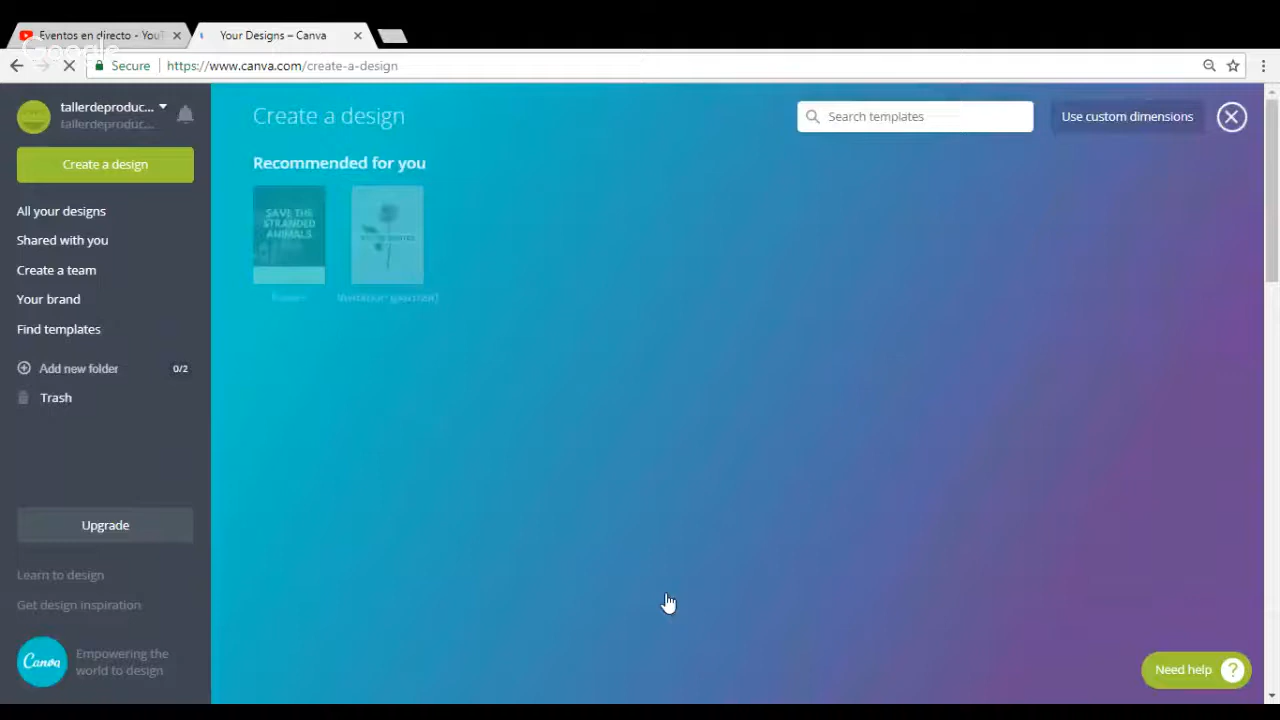 Eventos en directo - YouT
Your Designs – Canva
Google
Secure
https://www.canva.com/create-a-design
tallerdeproduc...
tallerdeproduc...
Create a design
All your designs
Shared with you
Create a team
Your brand
Find templates
Add new folder
0/2
Trash
Upgrade
Learn to design
Get design inspiration
Canva
Empowering the
world to design
Create a design
Search templates
Use custom dimensions
Recommended for you
SAVE THE
STRANDED
ANIMALS
Need help ?